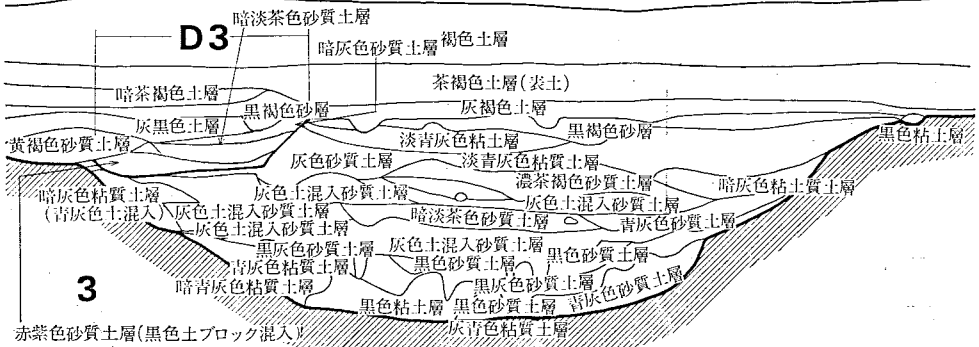 暗淡茶色砂質土層
D3
暗灰色砂質土層 褐色土層
茶褐色土層(表土)
暗茶褐色土層
黒褐色砂層
灰褐色土層
灰黒色土層
黒褐色砂層
黒色粘土層
黄褐色砂質土層
淡青灰色粘土層
灰色砂質土層
淡青灰色粘質土層
濃茶褐色砂質土層
暗灰色粘土質土層
暗灰色粘質土層
(青灰色土混入)
灰色土混入砂質土層
灰色土混入砂質土層
灰色土混入砂質土層
暗淡茶色砂質土層
青灰色砂質土層
灰色土混入砂質土層
黒灰色砂質土層
灰色土混入砂質土層
黒色砂質土層
青灰色粘質土層
黒色砂質土層
暗青灰色粘質土層
黒灰色砂質土層
青灰色砂質土層
3
黒色粘土層
黒色砂質土層
灰青色粘質土層
赤紫色砂質土層(黒色土ブロック混入)